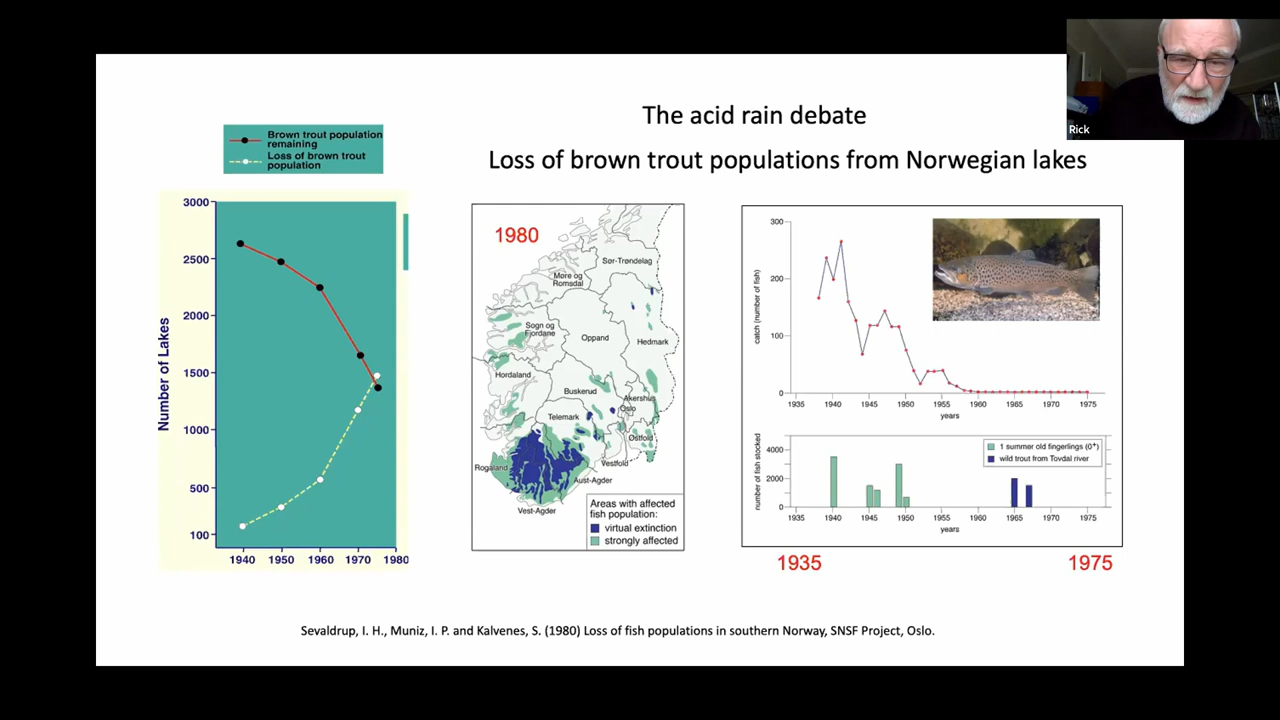 Rick
The acid rain debate
Loss of brown trout populations from Norwegian lakes
Brown trout population
remaining
Loss of brown trout
population
Number of Lakes
3000
2500
2000
1500
1000
500
100
1940 1950 1960 1970 1980
1980
Sør-Trøndelag
Møre og
Romsdal
Sogn og
Fjordane
Oppand
Hedmark
Hordaland
Buskerud
Akershus
Oslo
Telemark
Østfold
Vestfold
Rogaland
Aust-Agder
Vest-Agder
Areas with affected
fish population:
virtual extinction
strongly affected
catch (number of fish)
300
200
100
0
1935 1940 1945 1950 1955 1960 1965 1970 1975
years
number of fish stocked
4000
2000
0
1 summer old fingerlings (0+)
wild trout from Tovdal river
1935 1940 1945 1950 1955 1960 1965 1970 1975
years
1935 1975
Sevaldrup, I. H., Muniz, I. P. and Kalvenes, S. (1980) Loss of fish populations in southern Norway, SNSF Project, Oslo.